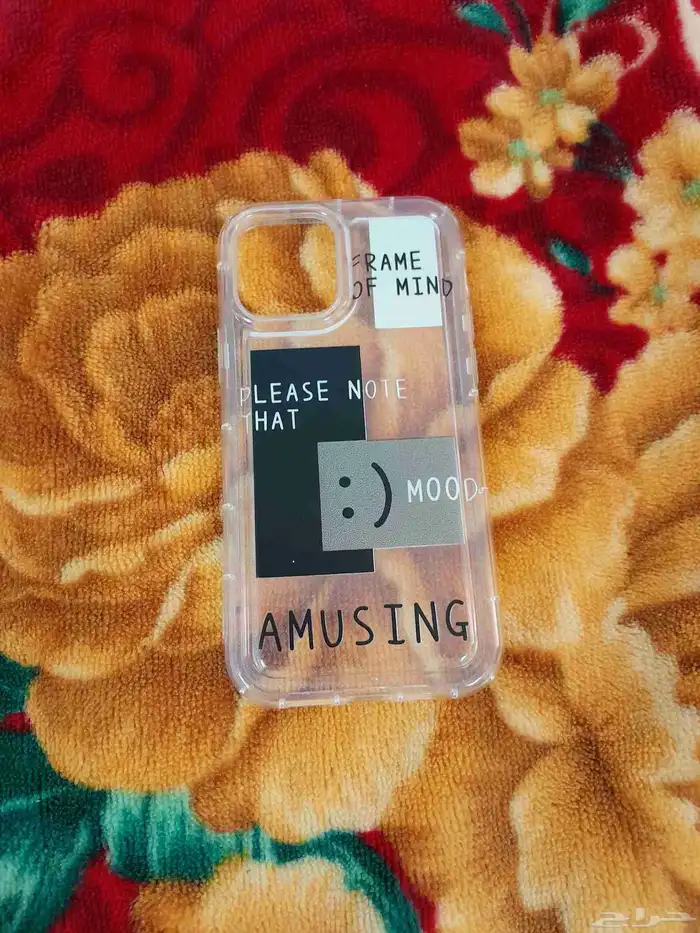 FRAME
OF MIND
PLEASE NOTE
THAT
:) MOOD
AMUSING
حراج